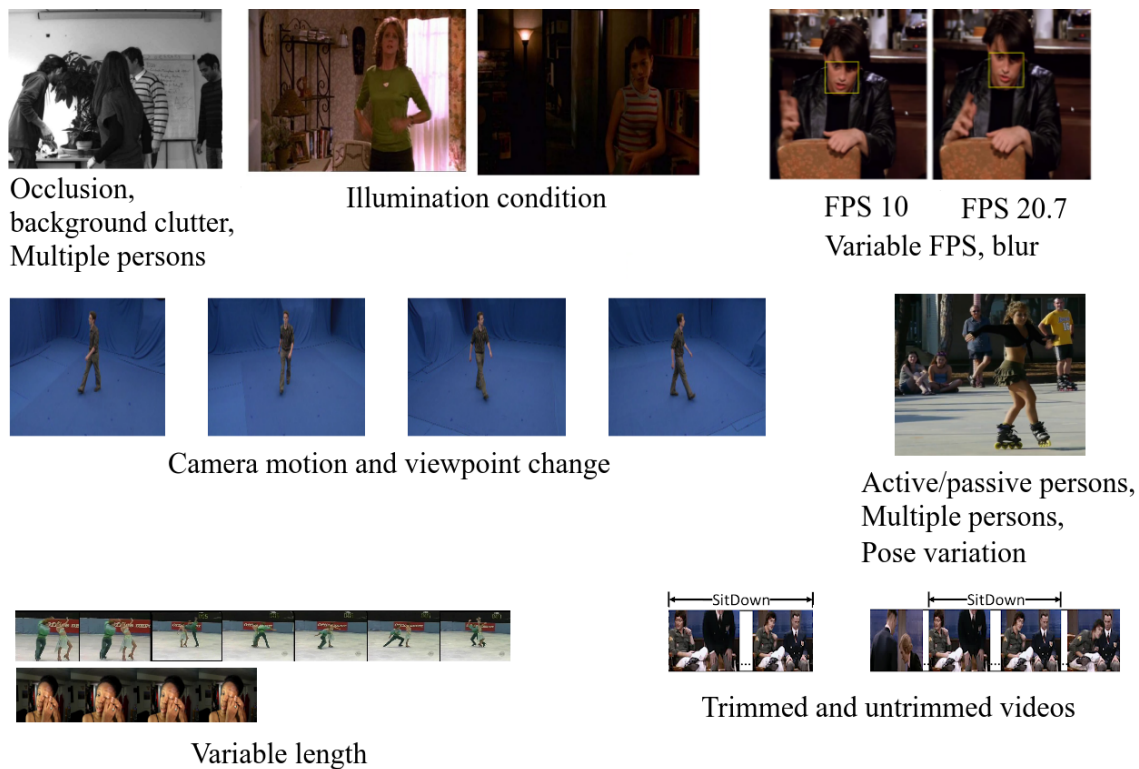 Occlusion,
background clutter,
Multiple persons
Illumination condition
FPS 10
FPS 20.7
Variable FPS, blur
Camera motion and viewpoint change
Active/passive persons,
Multiple persons,
Pose variation
Variable length
SitDown
...
...
SitDown
...
...
...
Trimmed and untrimmed videos